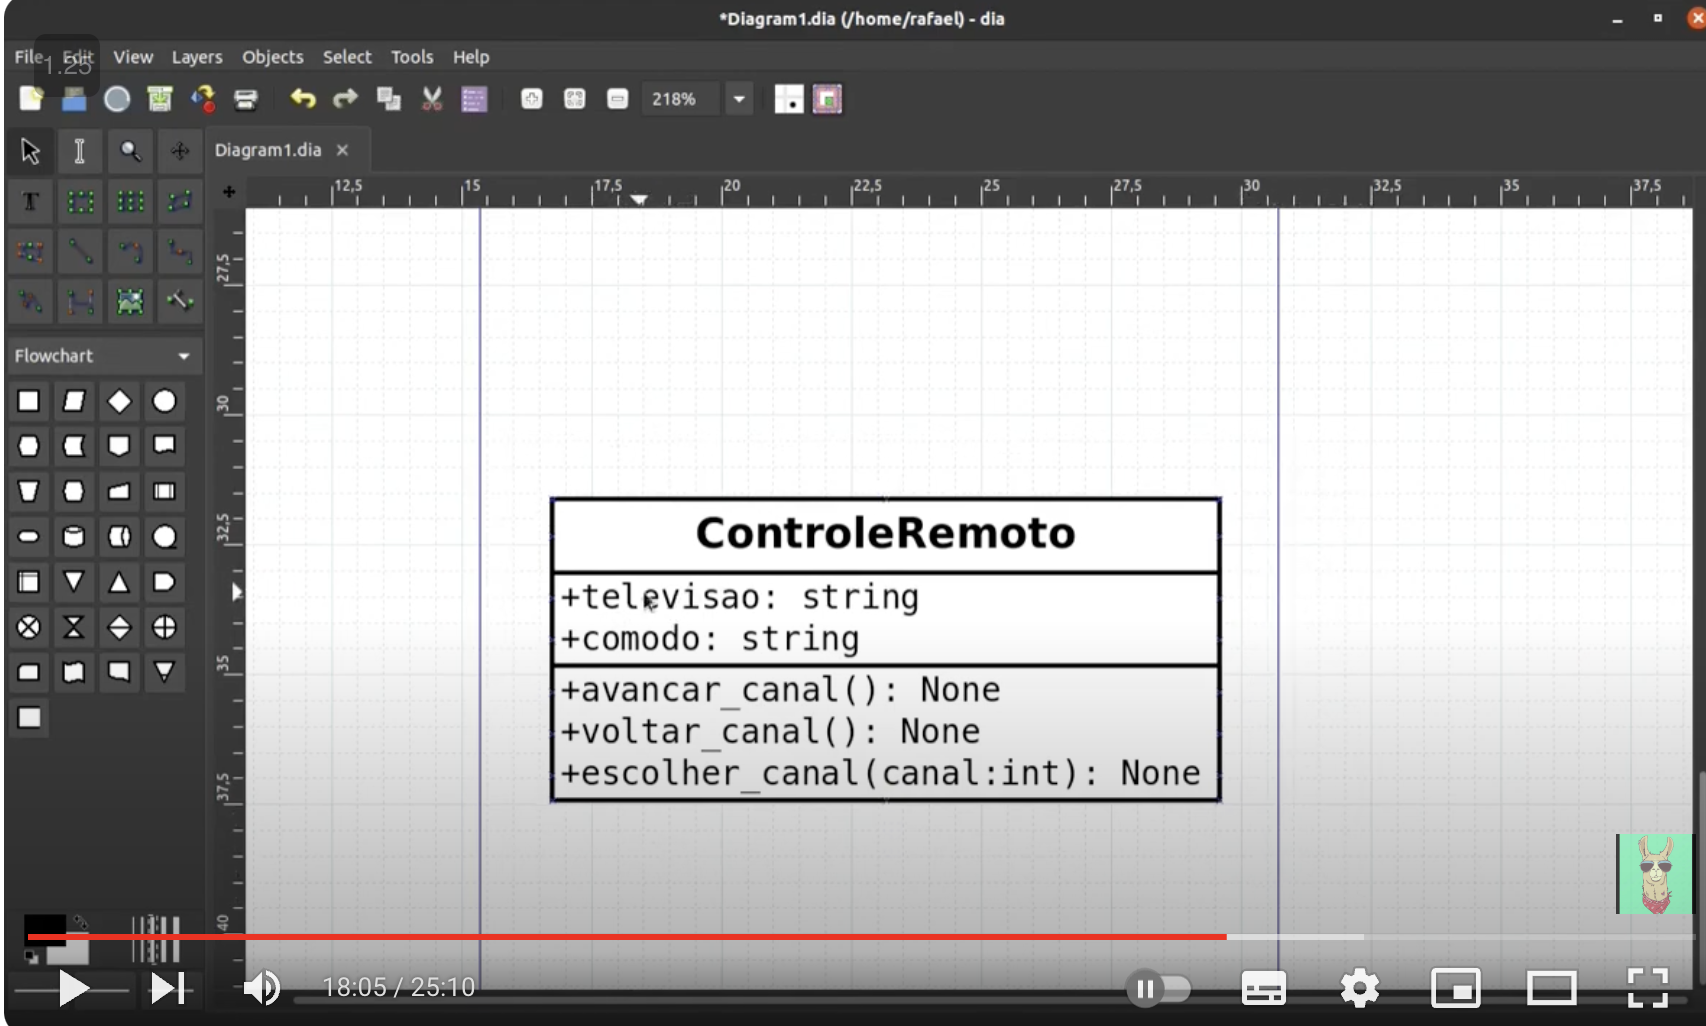 *Diagram1.dia (/home/rafael) - dia
File Edit View Layers Objects Select Tools Help
1.25
218%
Diagram1.dia
12,5 15 17,5 20 22,5 25 27,5 30 32,5 35 37,5
27,5
30
32,5
35
37,5
40
Flowchart
ControleRemoto
+televisao: string
+comodo: string
+avancar_canal(): None
+voltar_canal(): None
+escolher_canal(canal:int): None
18:05 / 25:10